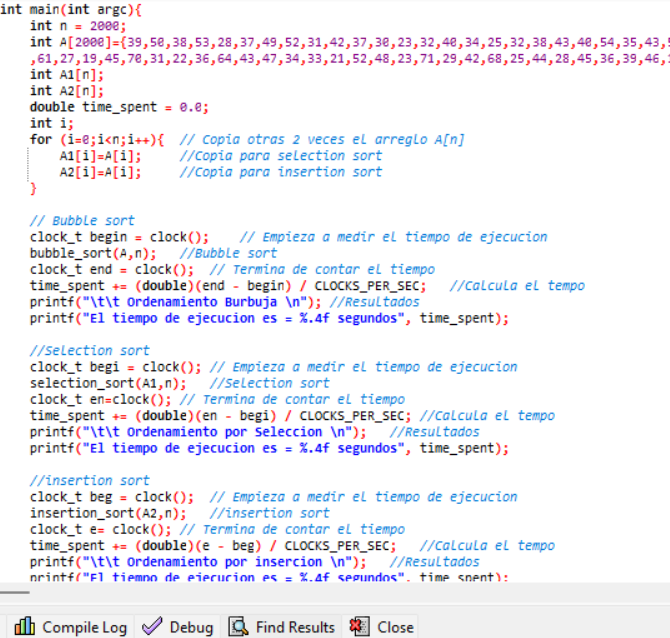 int main(int argc){
int n = 2000;
int A[2000]={39,50,38,53,28,37,49,52,31,42,37,30,23,32,40,34,25,32,38,43,40,54,35,43,
,61,27,19,45,70,31,22,36,64,43,47,34,33,21,52,48,23,71,29,42,68,25,44,28,45,36,39,46,
int A1[n];
int A2[n];
double time_spent = 0.0;
int i;
for (i=0;i<n;i++){ // Copia otras 2 veces el arreglo A[n]
A1[i]=A[i]; //Copia para selection sort
A2[i]=A[i]; //Copia para insertion sort
}
// Bubble sort
clock_t begin = clock(); // Empieza a medir el tiempo de ejecucion
bubble_sort(A,n); //Bubble sort
clock_t end = clock(); // Termina de contar el tiempo
time_spent += (double)(end - begin) / CLOCKS_PER_SEC; //Calcula el tempo
printf("\t\t Ordenamiento Burbuja \n"); //Resultados
printf("El tiempo de ejecucion es = %.4f segundos", time_spent);
//Selection sort
clock_t begi = clock(); // Empieza a medir el tiempo de ejecucion
selection_sort(A1,n); //Selection sort
clock_t en=clock(); // Termina de contar el tiempo
time_spent += (double)(en - begi) / CLOCKS_PER_SEC; //Calcula el tempo
printf("\t\t Ordenamiento por Seleccion \n"); //Resultados
printf("El tiempo de ejecucion es = %.4f segundos", time_spent);
//insertion sort
clock_t beg = clock(); // Empieza a medir el tiempo de ejecucion
insertion_sort(A2,n); //insertion sort
clock_t e= clock(); // Termina de contar el tiempo
time_spent += (double)(e - beg) / CLOCKS_PER_SEC; //Calcula el tempo
printf("\t\t Ordenamiento por insercion \n"); //Resultados
printf("El tiempo de ejecucion es = %.4f segundos", time_spent);
Compile Log Debug Find Results Close